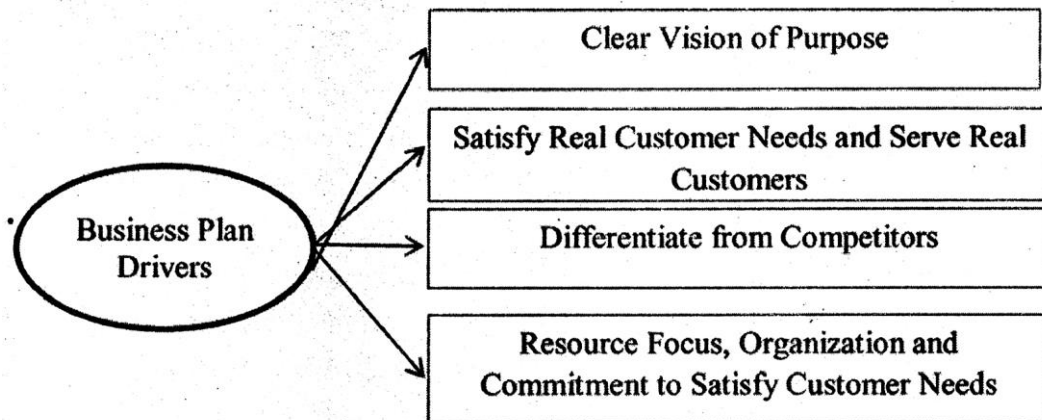 Clear Vision of Purpose
Satisfy Real Customer Needs and Serve Real
Customers
Business Plan
Drivers
Differentiate from Competitors
Resource Focus, Organization and
Commitment to Satisfy Customer Needs